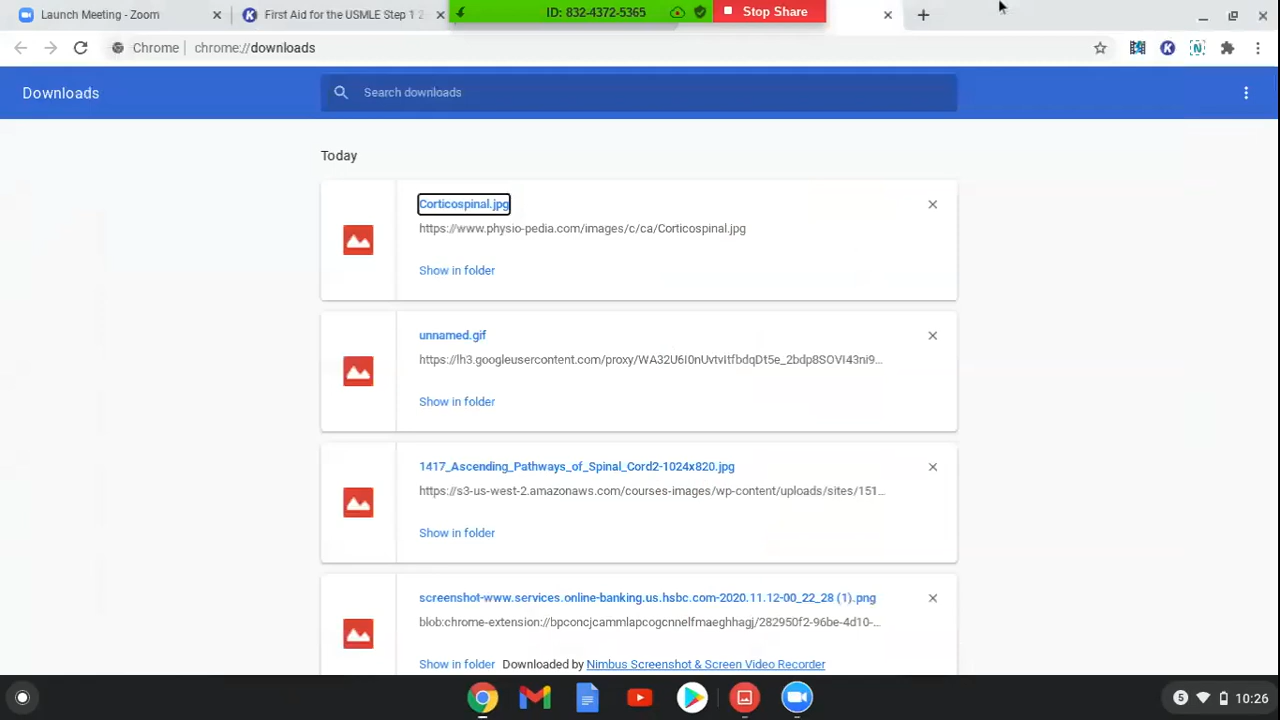 Launch Meeting - Zoom
First Aid for the USMLE Step 1 2
ID: 832-4372-5365
Stop Share
Chrome
chrome://downloads
Downloads
Search downloads
Today
Corticospinal.jpg
https://www.physio-pedia.com/images/c/ca/Corticospinal.jpg
Show in folder
unnamed.gif
https://lh3.googleusercontent.com/proxy/WA32U6I0nUvtvItfbdqDt5e_2bdp8SOVI43ni9...
Show in folder
1417_Ascending_Pathways_of_Spinal_Cord2-1024x820.jpg
https://s3-us-west-2.amazonaws.com/courses-images/wp-content/uploads/sites/151...
Show in folder
screenshot-www.services.online-banking.us.hsbc.com-2020.11.12-00_22_28 (1).png
blob:chrome-extension://bpconcjcammlapcogcnnelfmaeghhagj/282950f2-96be-4d10-...
Show in folder Downloaded by Nimbus Screenshot & Screen Video Recorder
5
10:26